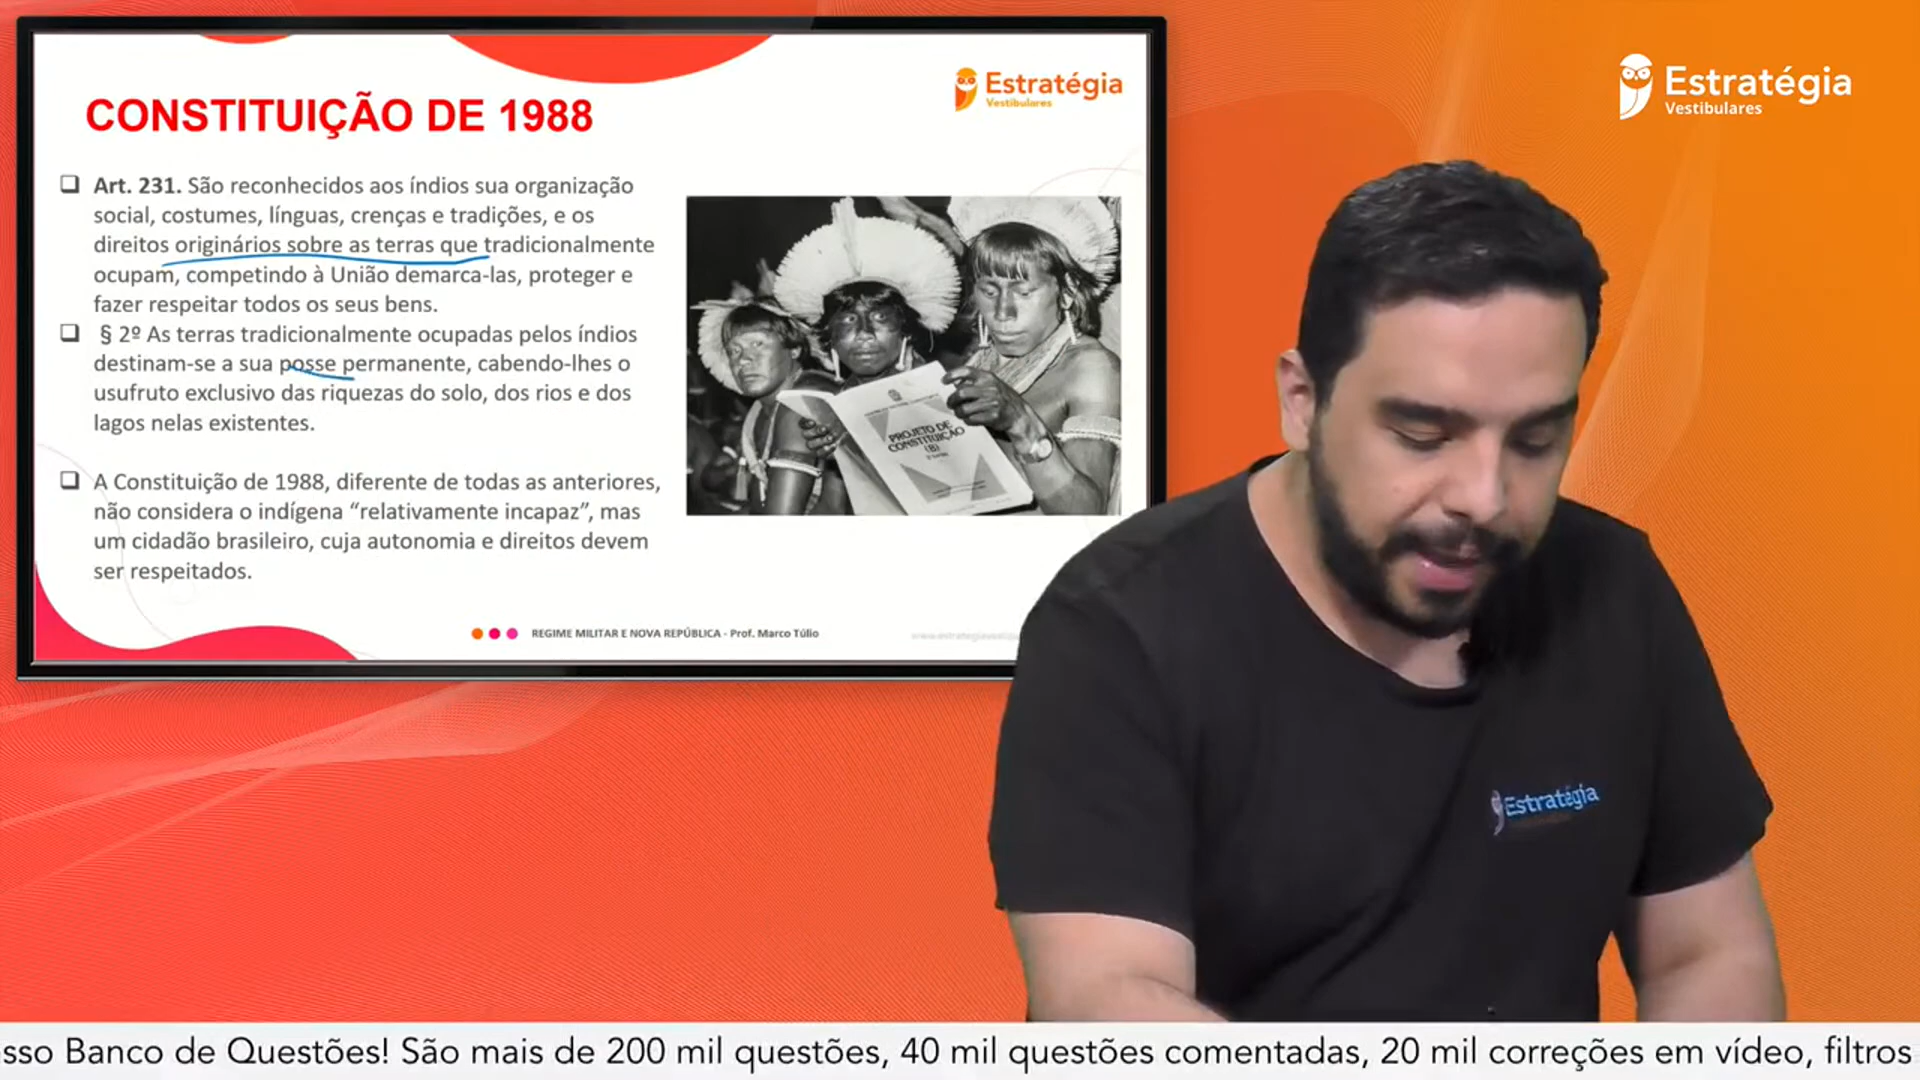 CONSTITUIÇÃO DE 1988
Estratégia
Vestibulares
Art. 231. São reconhecidos aos índios sua organização
social, costumes, línguas, crenças e tradições, e os
direitos originários sobre as terras que tradicionalmente
ocupam, competindo à União demarca-las, proteger e
fazer respeitar todos os seus bens.
§ 2º As terras tradicionalmente ocupadas pelos índios
destinam-se a sua posse permanente, cabendo-lhes o
usufruto exclusivo das riquezas do solo, dos rios e dos
lagos nelas existentes.
A Constituição de 1988, diferente de todas as anteriores,
não considera o indígena “relativamente incapaz”, mas
um cidadão brasileiro, cuja autonomia e direitos devem
ser respeitados.
PROJETO DE
CONSTITUIÇÃO
(B)
REGIME MILITAR E NOVA REPÚBLICA - Prof. Marco Túlio
Estratégia
Vestibulares
Estratégia
sso Banco de Questões! São mais de 200 mil questões, 40 mil questões comentadas, 20 mil correções em vídeo, filtros